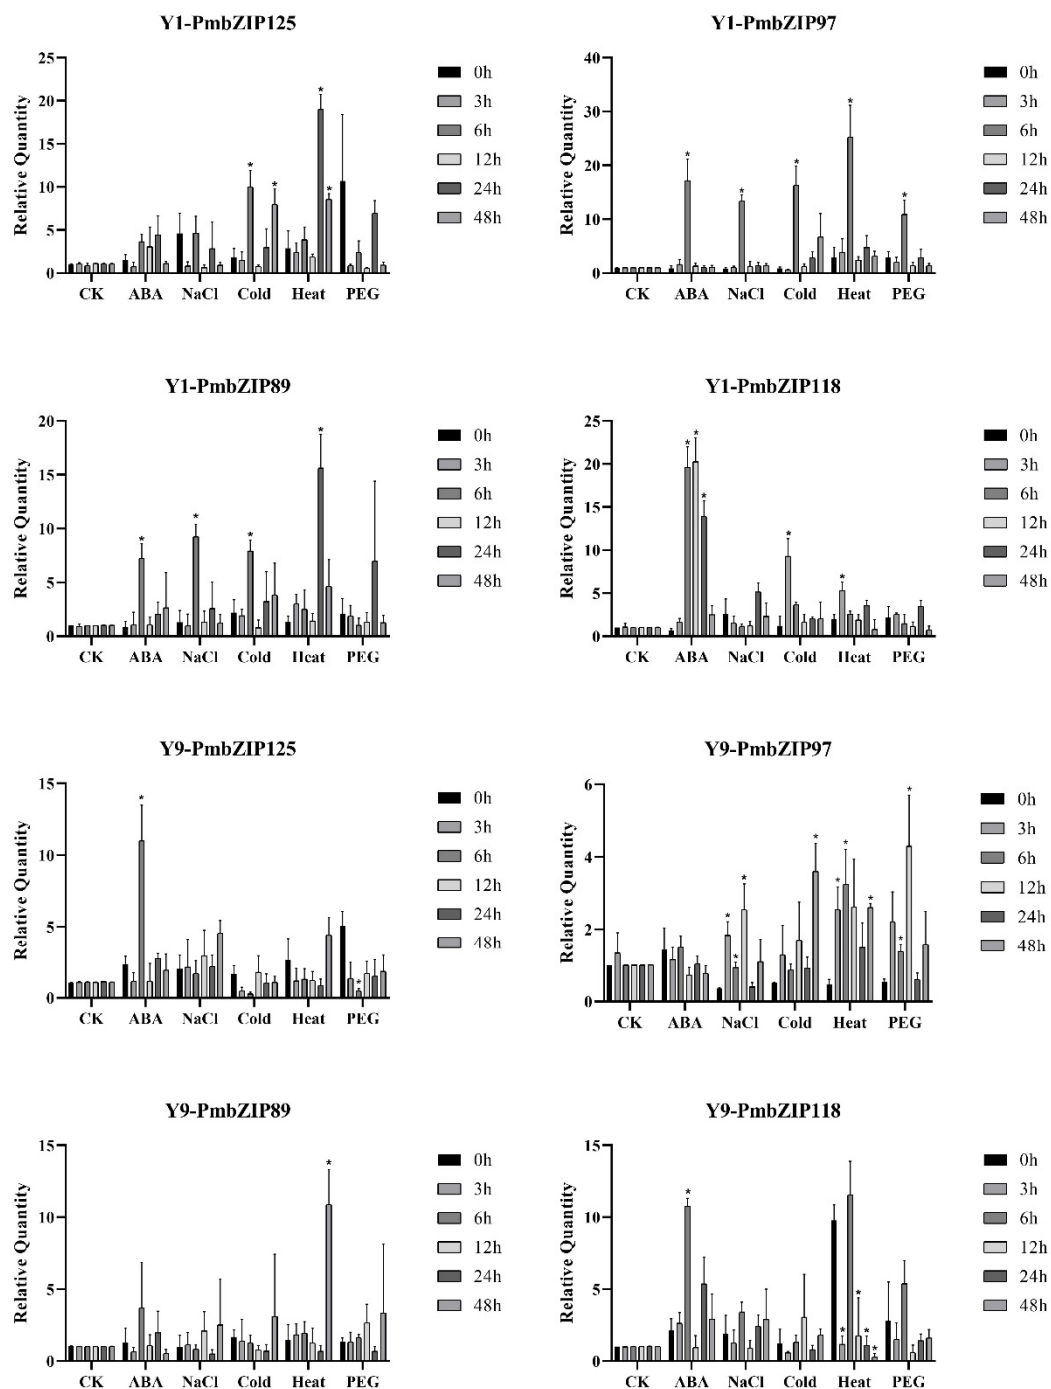 Y1-PmbZIP125
Relative Quantity
25
20
15
10
5
0
CK ABA NaCl Cold Heat PEG
0h
3h
6h
12h
24h
48h
Y1-PmbZIP97
Relative Quantity
40
30
20
10
0
CK ABA NaCl Cold Heat PEG
0h
3h
6h
12h
24h
48h
Y1-PmbZIP89
Relative Quantity
20
15
10
5
0
CK ABA NaCl Cold Heat PEG
0h
3h
6h
12h
24h
48h
Y1-PmbZIP118
Relative Quantity
25
20
15
10
5
0
CK ABA NaCl Cold Heat PEG
0h
3h
6h
12h
24h
48h
Y9-PmbZIP125
Relative Quantity
15
10
5
0
CK ABA NaCl Cold Heat PEG
0h
3h
6h
12h
24h
48h
Y9-PmbZIP97
Relative Quantity
6
4
2
0
CK ABA NaCl Cold Heat PEG
0h
3h
6h
12h
24h
48h
Y9-PmbZIP89
Relative Quantity
15
10
5
0
CK ABA NaCl Cold Heat PEG
0h
3h
6h
12h
24h
48h
Y9-PmbZIP118
Relative Quantity
15
10
5
0
CK ABA NaCl Cold Heat PEG
0h
3h
6h
12h
24h
48h